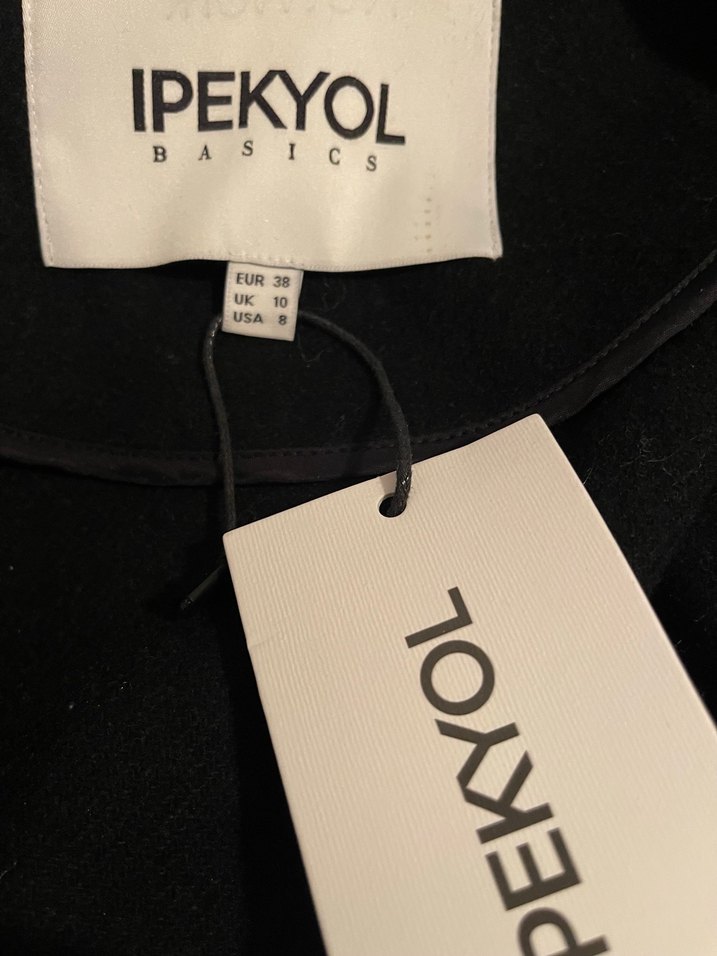 IPEKYOL
BASICS
EUR 38
UK 10
USA 8
IPEKYOL